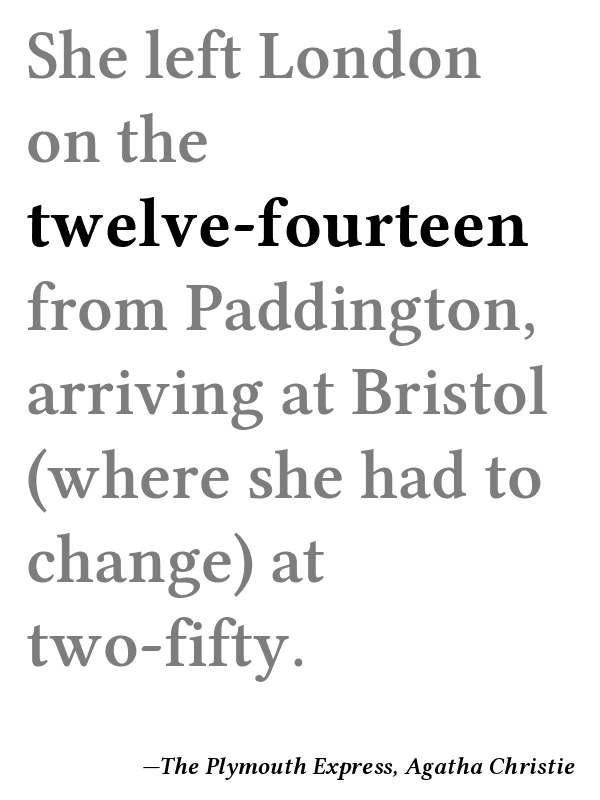 She left London
on the
twelve-fourteen
from Paddington,
arriving at Bristol
(where she had to
change) at
two-fifty.
—The Plymouth Express, Agatha Christie